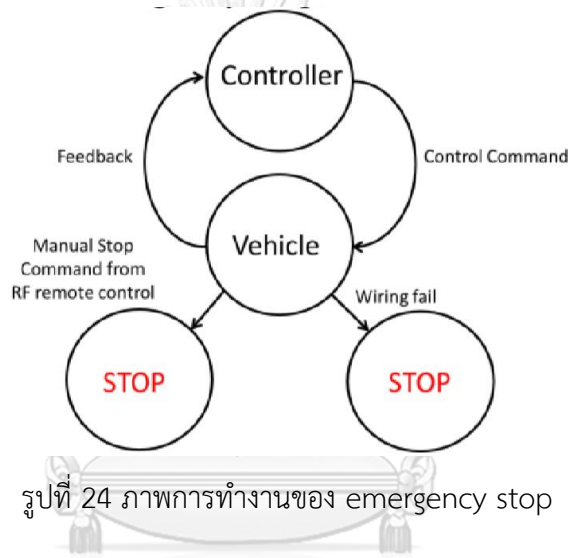 Controller
Feedback
Control Command
Vehicle
Manual Stop
Command from
RF remote control
Wiring fail
STOP
STOP
รูปที่ 24 ภาพการทำงานของ emergency stop